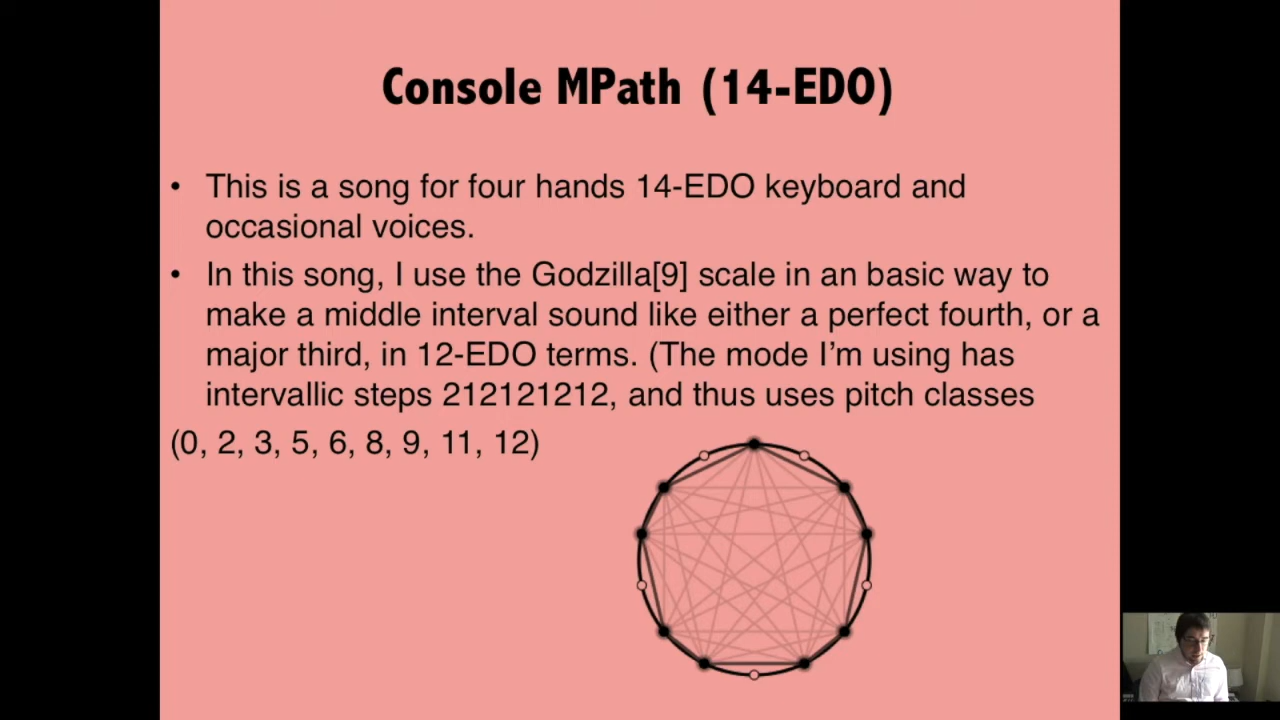 Console MPath (14-EDO)
• This is a song for four hands 14-EDO keyboard and
occasional voices.
• In this song, I use the Godzilla[9] scale in an basic way to
make a middle interval sound like either a perfect fourth, or a
major third, in 12-EDO terms. (The mode I’m using has
intervallic steps 212121212, and thus uses pitch classes
(0, 2, 3, 5, 6, 8, 9, 11, 12)